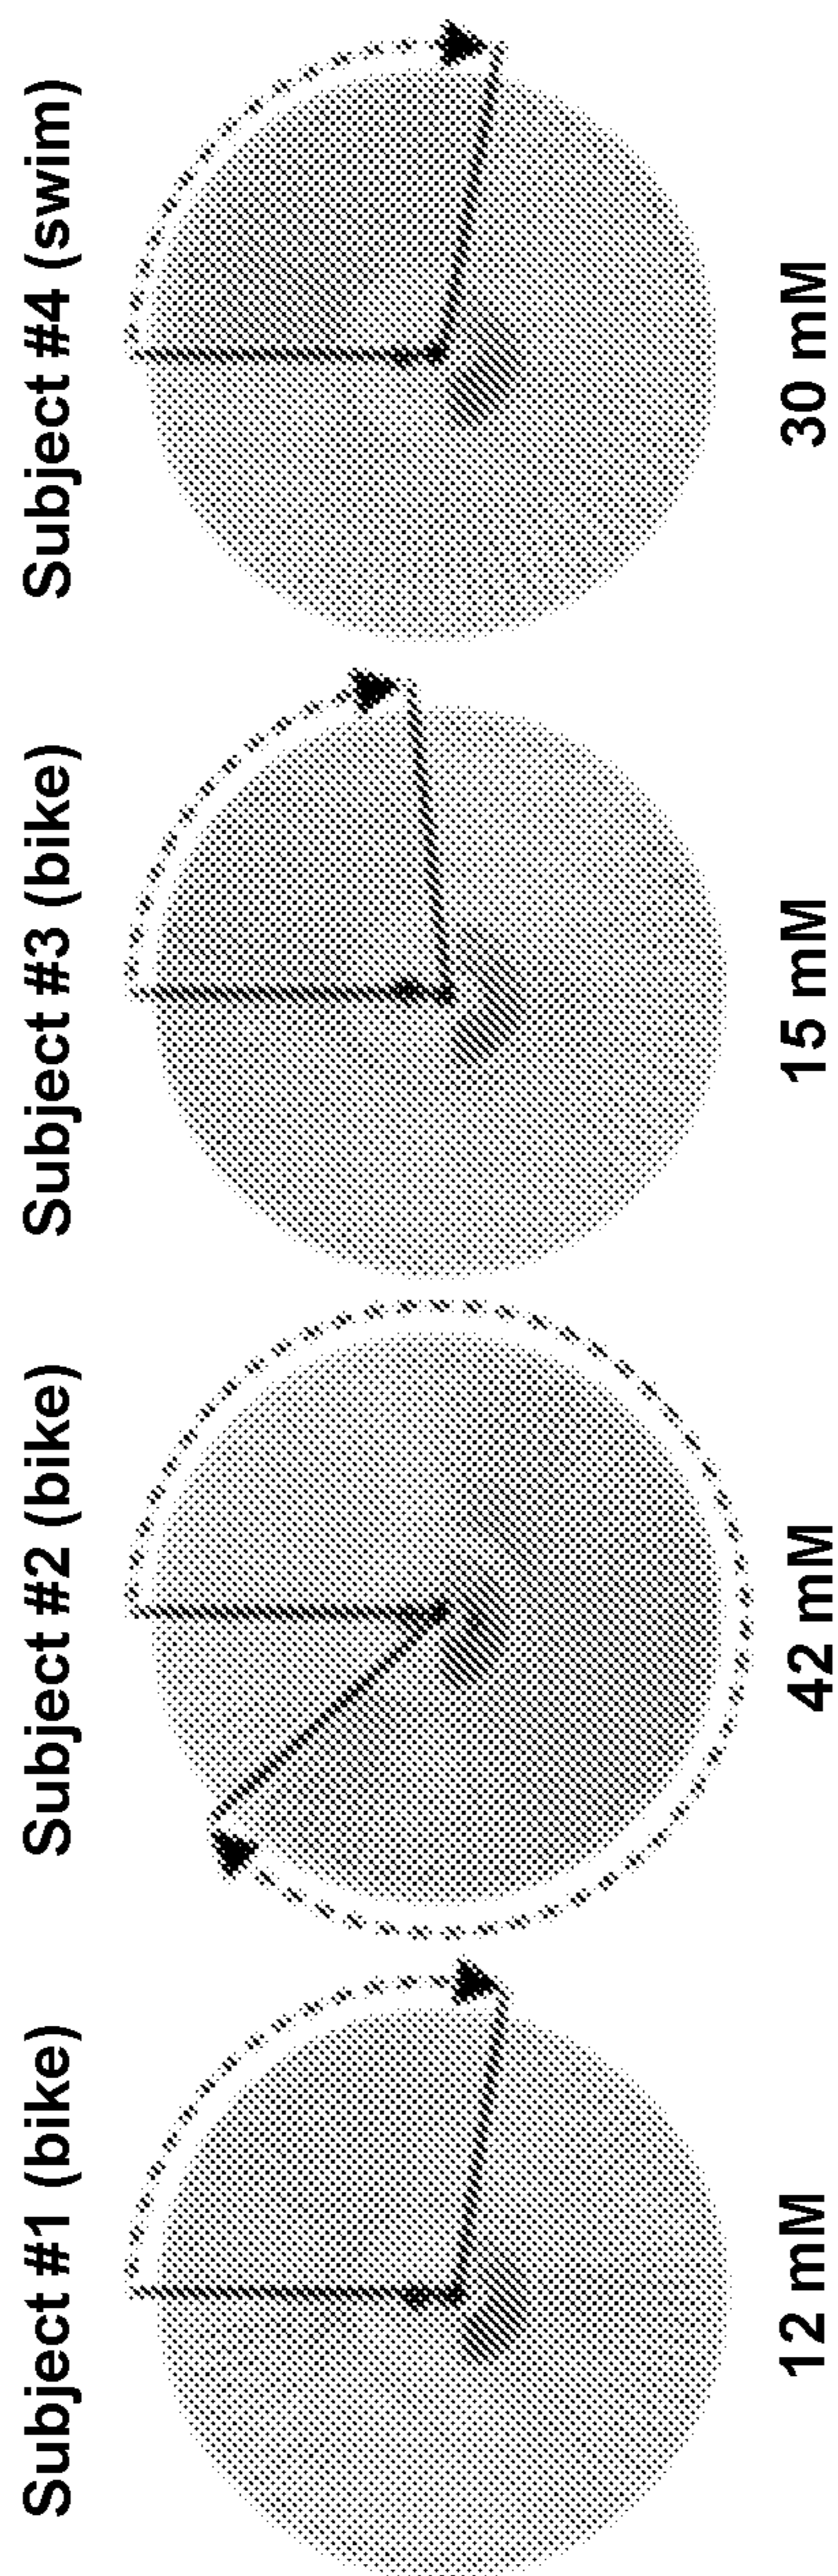 Subject #1 (bike)
12 mM
Subject #2 (bike)
42 mM
Subject #3 (bike)
15 mM
Subject #4 (swim)
30 mM